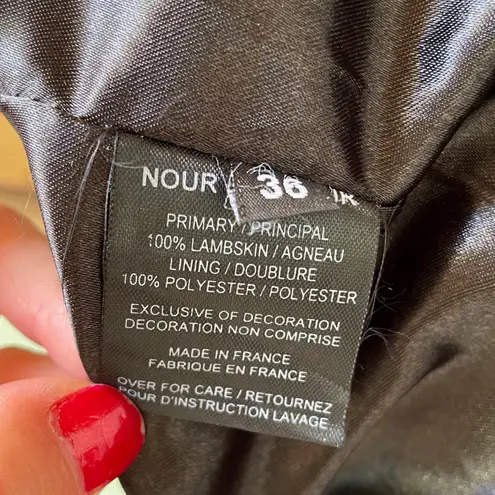 NOUR 36 IR
PRIMARY / PRINCIPAL
100% LAMBSKIN / AGNEAU
LINING / DOUBLURE
100% POLYESTER / POLYESTER
EXCLUSIVE OF DECORATION
DECORATION NON COMPRISE
MADE IN FRANCE
FABRIQUE EN FRANCE
OVER FOR CARE / RETOURNEZ
POUR D'INSTRUCTION LAVAGE